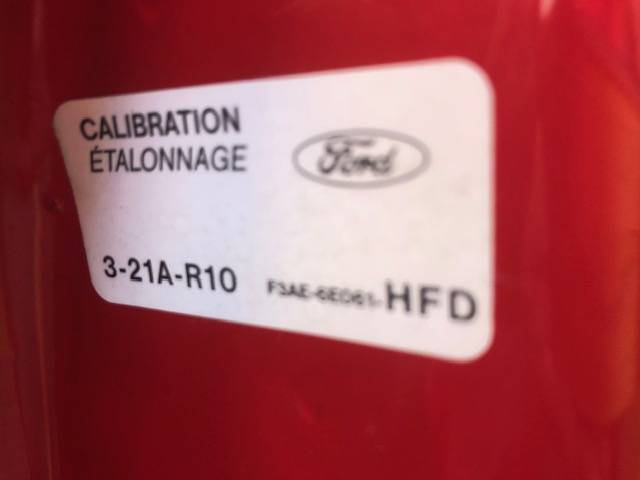 CALIBRATION
ÉTALONNAGE
Ford
3-21A-R10
F3AE-6E061-HFD